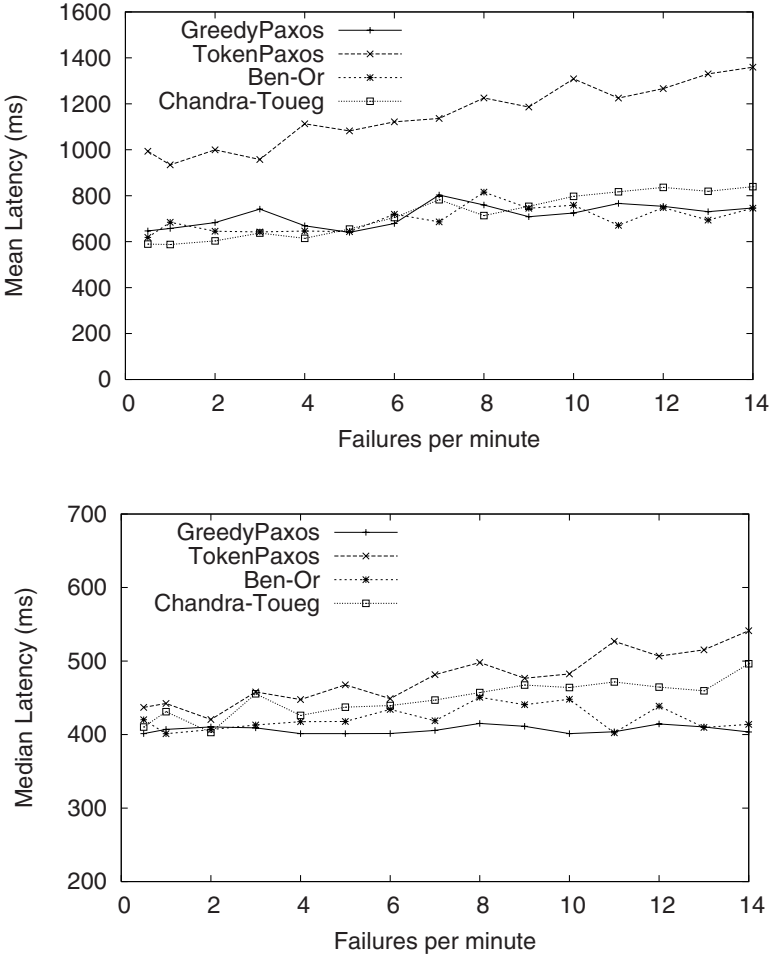 1600
1400
1200
1000
800
600
400
200
0
Mean Latency (ms)
GreedyPaxos
TokenPaxos
Ben-Or
Chandra-Toueg
0 2 4 6 8 10 12 14
Failures per minute
700
600
500
400
300
200
Median Latency (ms)
GreedyPaxos
TokenPaxos
Ben-Or
Chandra-Toueg
0 2 4 6 8 10 12 14
Failures per minute